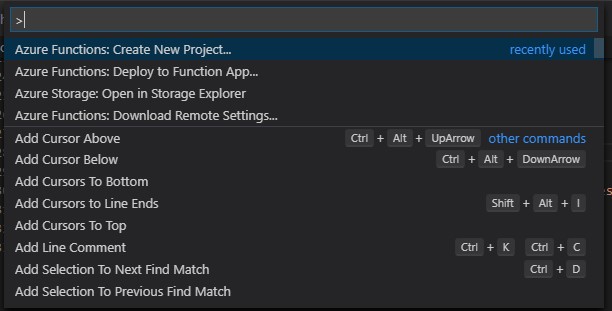 >
Azure Functions: Create New Project... recently used
Azure Functions: Deploy to Function App...
Azure Storage: Open in Storage Explorer
Azure Functions: Download Remote Settings...
Add Cursor Above Ctrl + Alt + UpArrow other commands
Add Cursor Below Ctrl + Alt + DownArrow
Add Cursors To Bottom
Add Cursors to Line Ends Shift + Alt + I
Add Cursors To Top
Add Line Comment Ctrl + K Ctrl + C
Add Selection To Next Find Match Ctrl + D
Add Selection To Previous Find Match